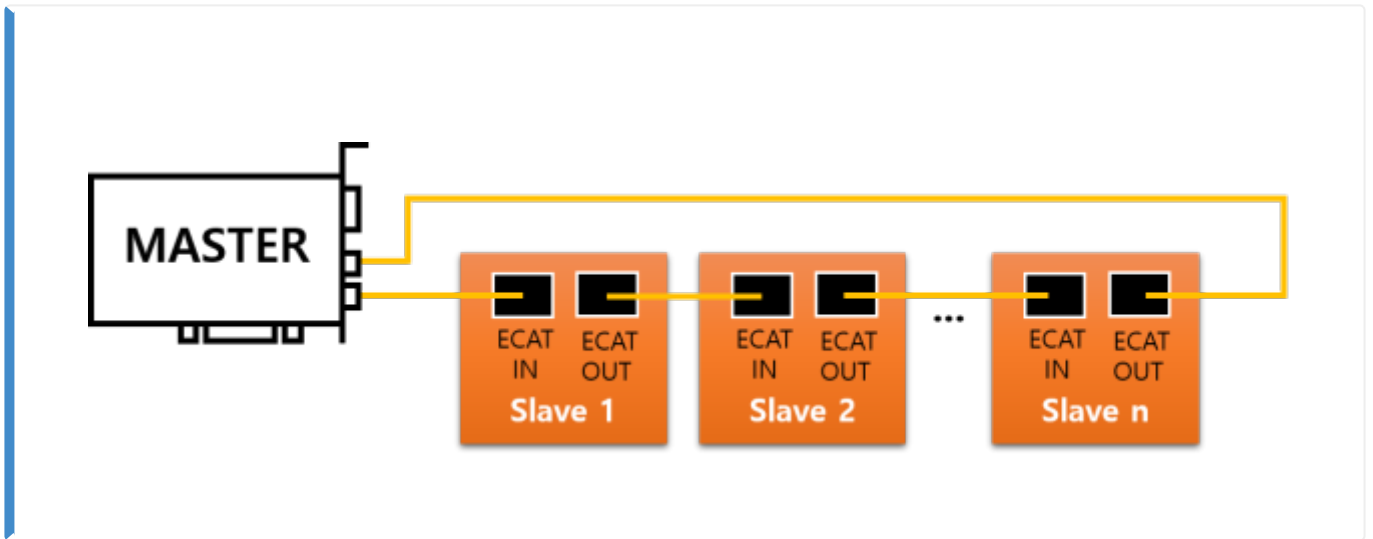 MASTER
ECAT IN
ECAT OUT
Slave 1
ECAT IN
ECAT OUT
Slave 2
...
ECAT IN
ECAT OUT
Slave n